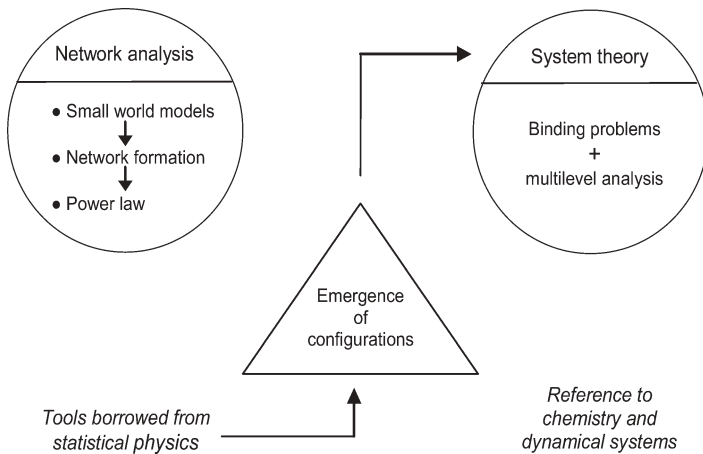 Network analysis
● Small world models
● Network formation
● Power law
System theory
Binding problems
+
multilevel analysis
Emergence
of
configurations
Tools borrowed from
statistical physics
Reference to
chemistry and
dynamical systems